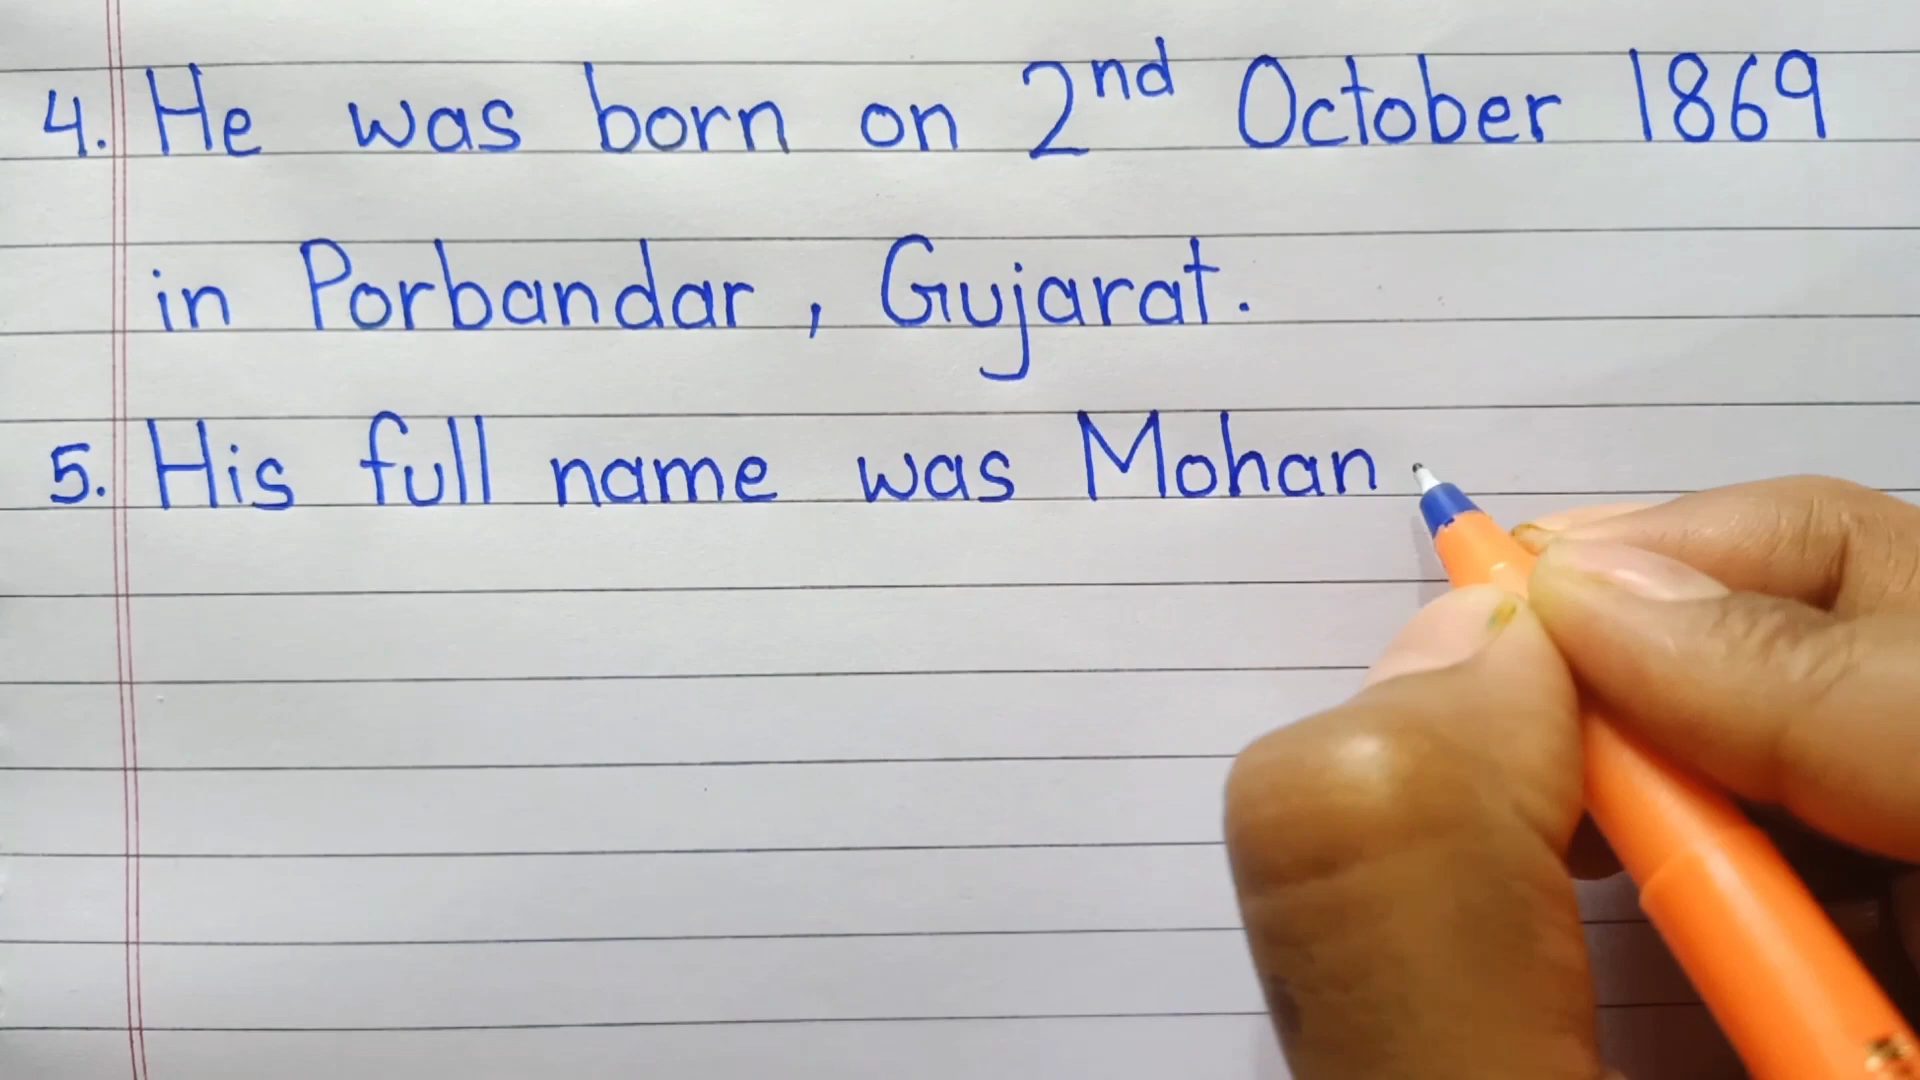 4. He was born on 2nd October 1869
in Porbandar, Gujarat.
5. His full name was Mohan